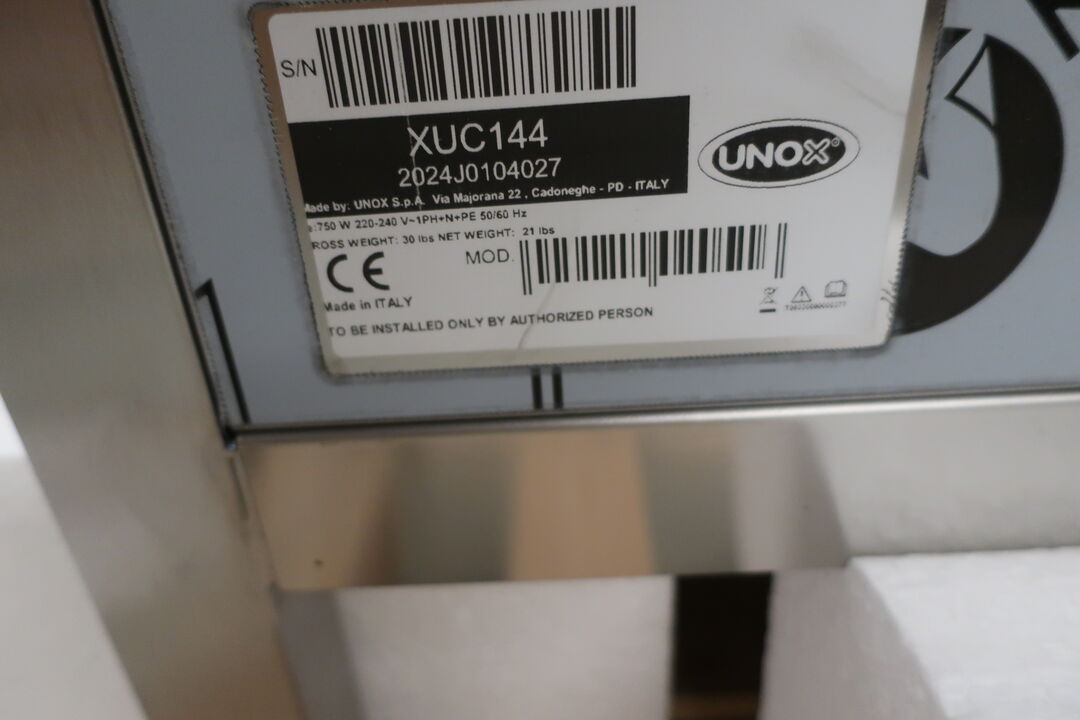 S/N
XUC144
2024J0104027
Made by: UNOX S.p.A. Via Majorana 22 , Cadoneghe - PD - ITALY
UNOX®
750 W 220-240 V~1PH+N+PE 50/60 Hz
ROSS WEIGHT: 30 lbs NET WEIGHT: 21 lbs
MOD.
CE
Made in ITALY
TO BE INSTALLED ONLY BY AUTHORIZED PERSON